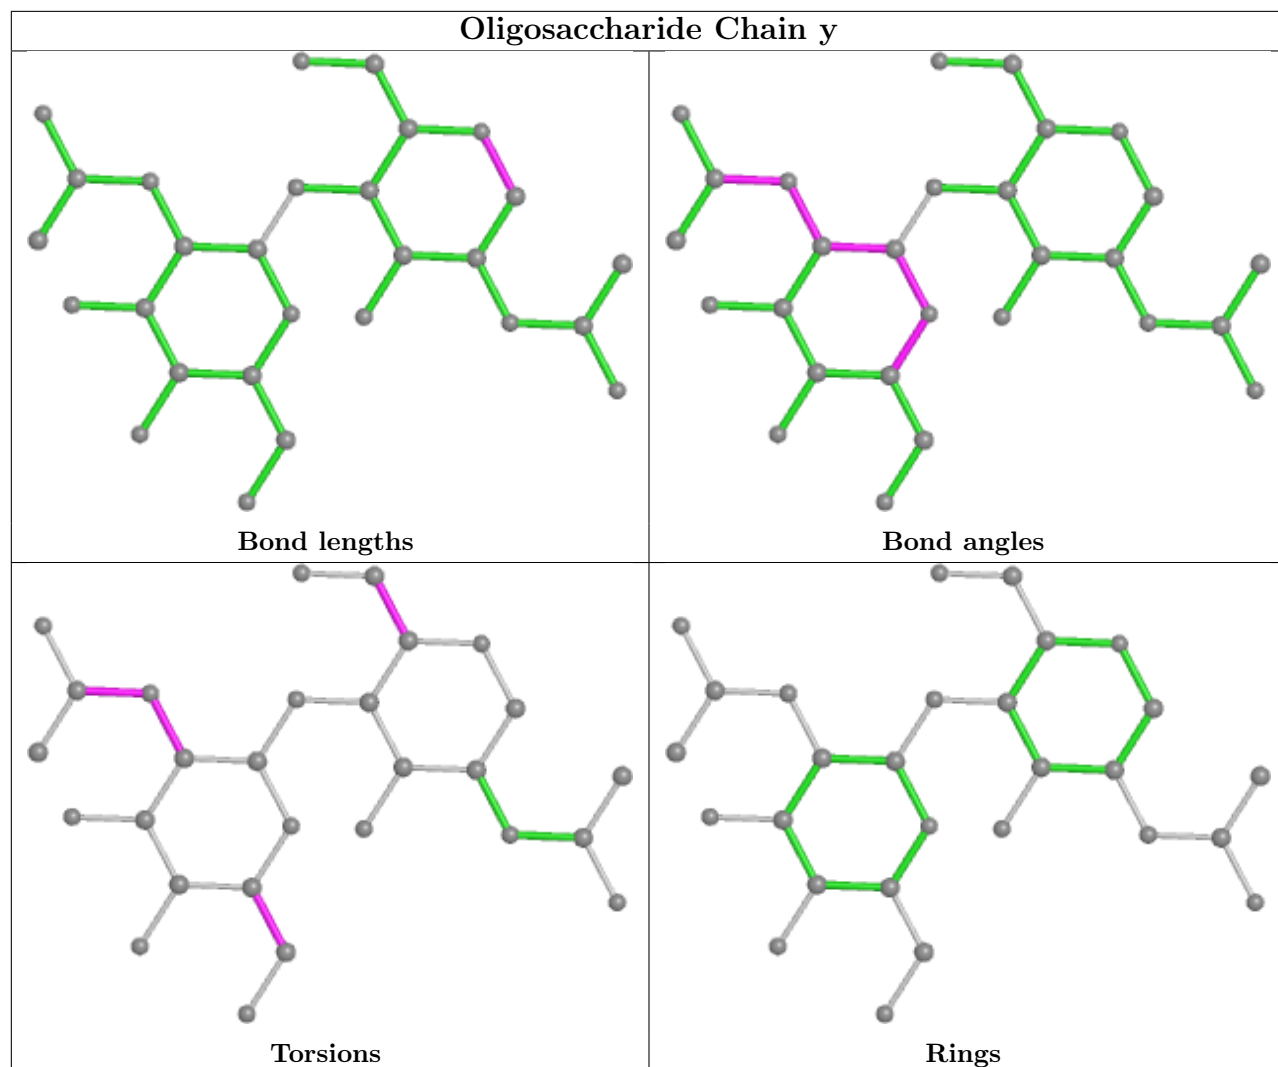 Oligosaccharide Chain y
Bond lengths
Bond angles
Torsions
Rings